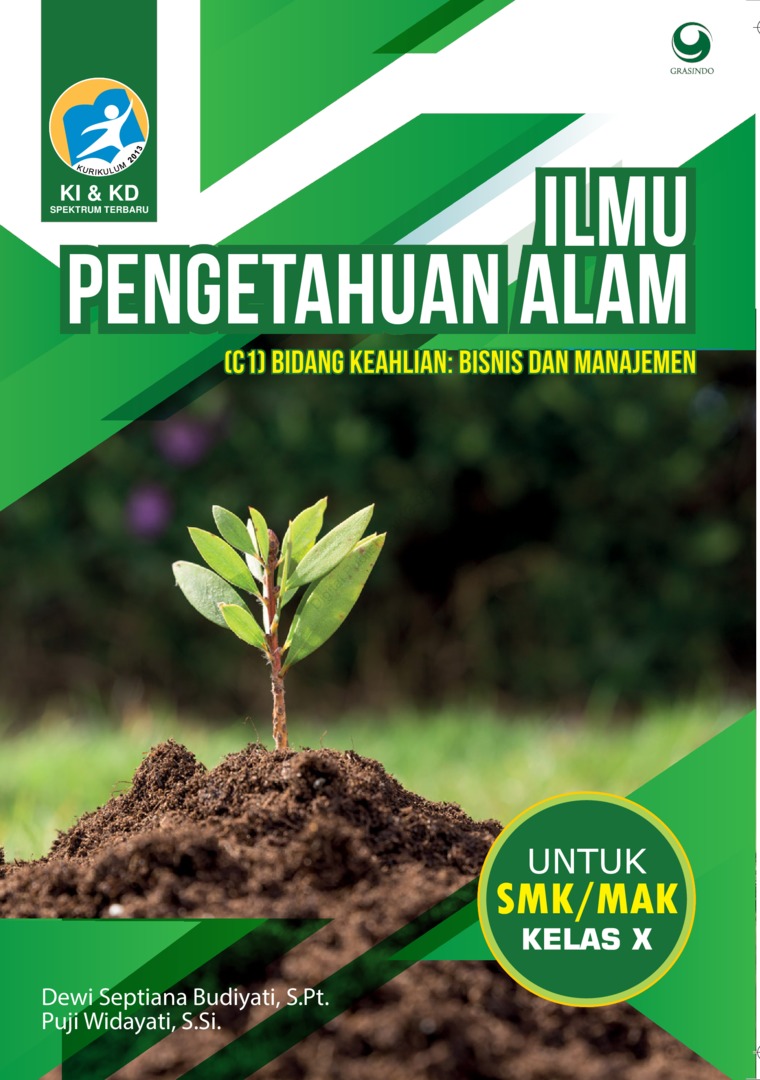 GRASINDO
KURIKULUM 2013
KI & KD
SPEKTRUM TERBARU
ILMU
PENGETAHUAN ALAM
(C1) BIDANG KEAHLIAN: BISNIS DAN MANAJEMEN
UNTUK
SMK/MAK
KELAS X
Dewi Septiana Budiyati, S.Pt.
Puji Widayati, S.Si.